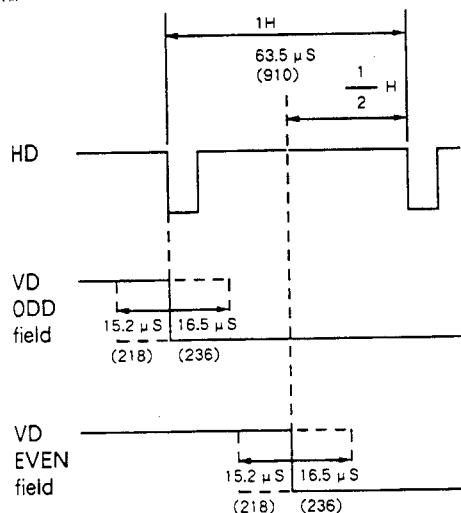 1H
63.5 μS
(910)
1
2
H
HD
VD
ODD
field
15.2 μS 16.5 μS
(218) (236)
VD
EVEN
field
15.2 μS 16.5 μS
(218) (236)